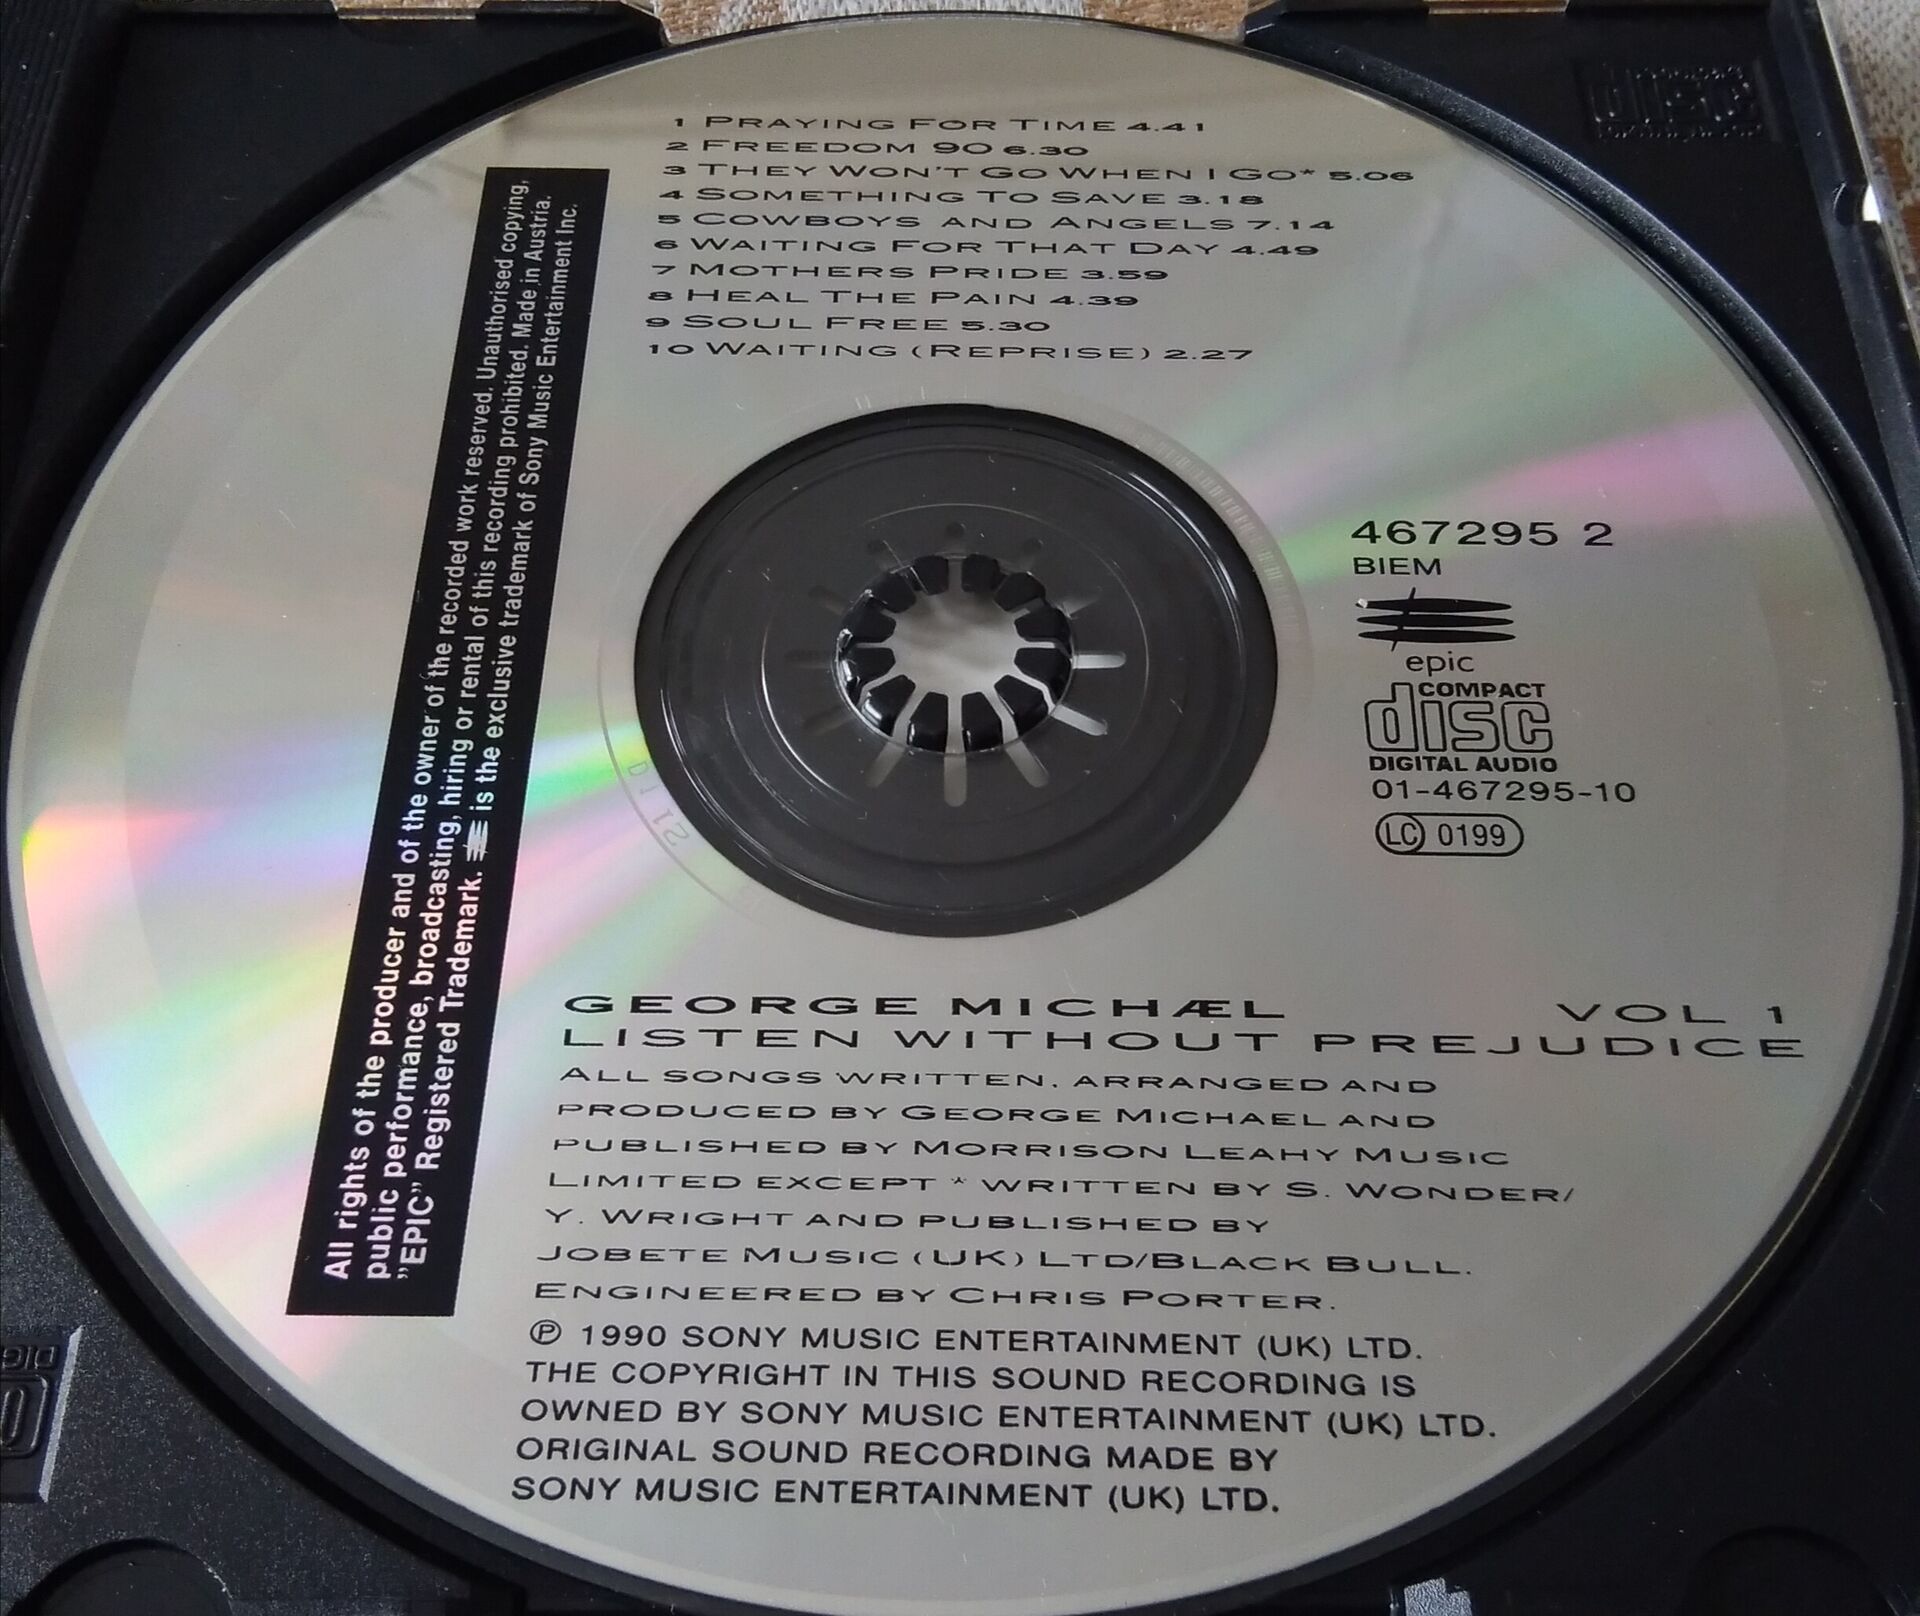 1 PRAYING FOR TIME 4.41
2 FREEDOM 90 6.30
3 THEY WON'T GO WHEN I GO* 5.06
4 SOMETHING TO SAVE 3.18
5 COWBOYS AND ANGELS 7.14
6 WAITING FOR THAT DAY 4.49
7 MOTHERS PRIDE 3.59
8 HEAL THE PAIN 4.39
9 SOUL FREE 5.30
10 WAITING (REPRISE) 2.27
All rights of the producer and of the owner of the recorded work reserved. Unauthorised copying,
public performance, broadcasting, hiring or rental of this recording prohibited. Made in Austria.
”EPIC” Registered Trademark. is the exclusive trademark of Sony Music Entertainment Inc.
467295 2
BIEM
epic
COMPACT
disc
DIGITAL AUDIO
01-467295-10
LC 0199
GEORGE MICHÆL VOL 1
LISTEN WITHOUT PREJUDICE
ALL SONGS WRITTEN, ARRANGED AND
PRODUCED BY GEORGE MICHAEL AND
PUBLISHED BY MORRISON LEAHY MUSIC
LIMITED EXCEPT * WRITTEN BY S. WONDER/
Y. WRIGHT AND PUBLISHED BY
JOBETE MUSIC (UK) LTD/BLACK BULL.
ENGINEERED BY CHRIS PORTER.
℗ 1990 SONY MUSIC ENTERTAINMENT (UK) LTD.
THE COPYRIGHT IN THIS SOUND RECORDING IS
OWNED BY SONY MUSIC ENTERTAINMENT (UK) LTD.
ORIGINAL SOUND RECORDING MADE BY
SONY MUSIC ENTERTAINMENT (UK) LTD.